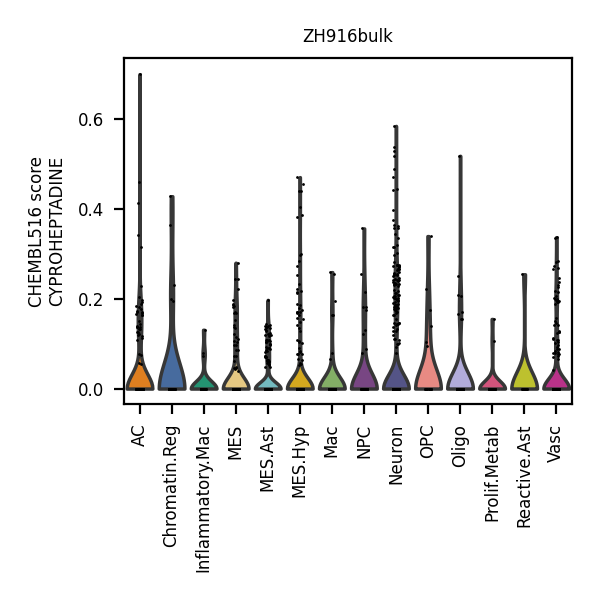 ZH916bulk
CHEMBL516 score
CYPROHEPTADINE
0.6
0.4
0.2
0.0
AC
Chromatin.Reg
Inflammatory.Mac
MES
MES.Ast
MES.Hyp
Mac
NPC
Neuron
OPC
Oligo
Prolif.Metab
Reactive.Ast
Vasc